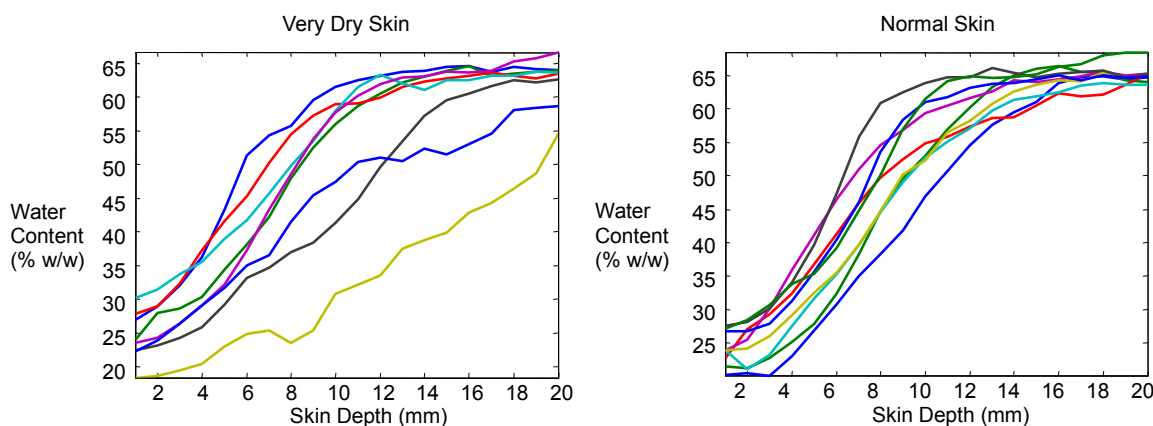 Very Dry Skin
65
60
55
50
45
40
35
30
25
20
Water
Content
(% w/w)
2 4 6 8 10 12 14 16 18 20
Skin Depth (mm)
Normal Skin
65
60
55
50
45
40
35
30
25
Water
Content
(% w/w)
2 4 6 8 10 12 14 16 18 20
Skin Depth (mm)